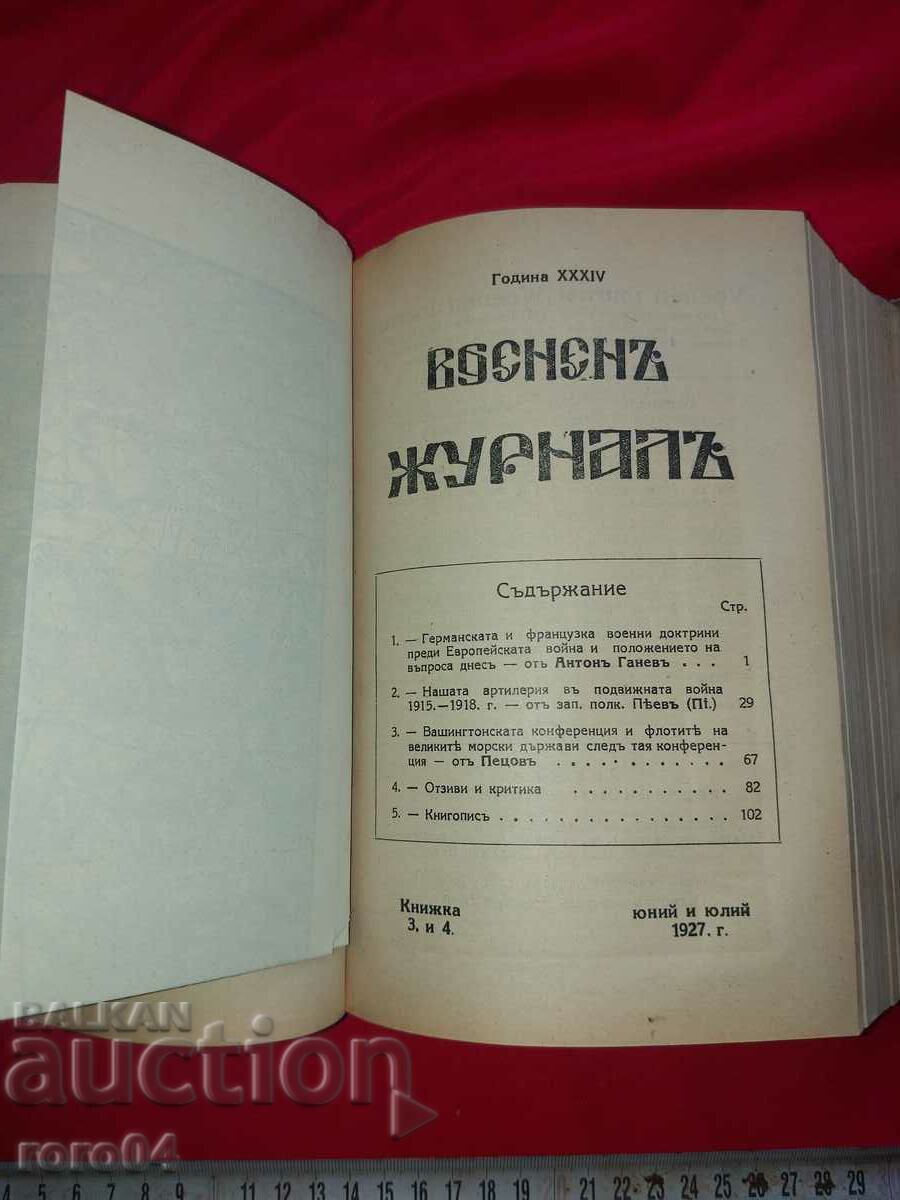 Година XXXIV
ВОЕНЕНЪ
ЖУРНАЛЪ
Съдържание
Стр.
1. — Германската и французка военни доктрини
преди Европейската война и положението на
въпроса днесъ — отъ Антонъ Ганевъ . . . 1
2. — Нашата артилерия въ подвижната война
1915.—1918. г. — отъ зап. полк. Пѣевъ (Пі.) 29
3. — Вашингтонската конференция и флотитѣ на
великитѣ морски държави следъ тая конферен-
ция — отъ Пецовъ . . . . . . . . . . . 67
4. — Отзиви и критика . . . . . . . . . . . 82
5. — Книгописъ . . . . . . . . . . . . . . . . 102
Книжка
3. и 4.
юний и юлий
1927. г.
BALKAN
auction
roro04
4 5 6 7 8 9 11 12 13 14 15 16 17 18 19 21 22 23 24 25 26 27 28 29